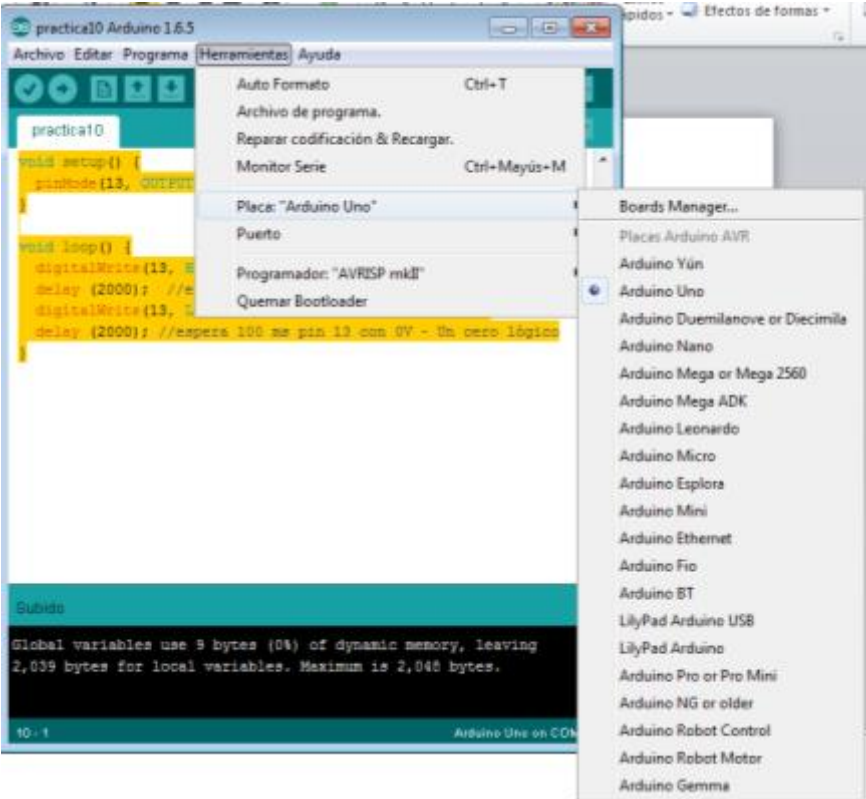 pidos Efectos de formas
practica10 Arduino 1.6.5
Archivo Editar Programa Herramientas Ayuda
practica10
Auto Formato Ctrl+T
Archivo de programa.
Reparar codificación & Recargar.
Monitor Serie Ctrl+Mayús+M
Placa: "Arduino Uno"
Puerto
Programador: "AVRISP mkII"
Quemar Bootloader
void setup() {
pinMode(13, OUTPUT
}
void loop() {
digitalWrite(13, H
delay (2000); //e
digitalWrite(13, L
delay (2000); //espera 100 ms pin 13 con 0V - Un cero lógico
}
Boards Manager...
Placas Arduino AVR
Arduino Yún
Arduino Uno
Arduino Duemilanove or Diecimila
Arduino Nano
Arduino Mega or Mega 2560
Arduino Mega ADK
Arduino Leonardo
Arduino Micro
Arduino Esplora
Arduino Mini
Arduino Ethernet
Arduino Fio
Arduino BT
LilyPad Arduino USB
LilyPad Arduino
Arduino Pro or Pro Mini
Arduino NG or older
Arduino Robot Control
Arduino Robot Motor
Arduino Gemma
Subido
Global variables use 9 bytes (0%) of dynamic memory, leaving
2,039 bytes for local variables. Maximum is 2,048 bytes.
10 - 1 Arduino Uno on COM